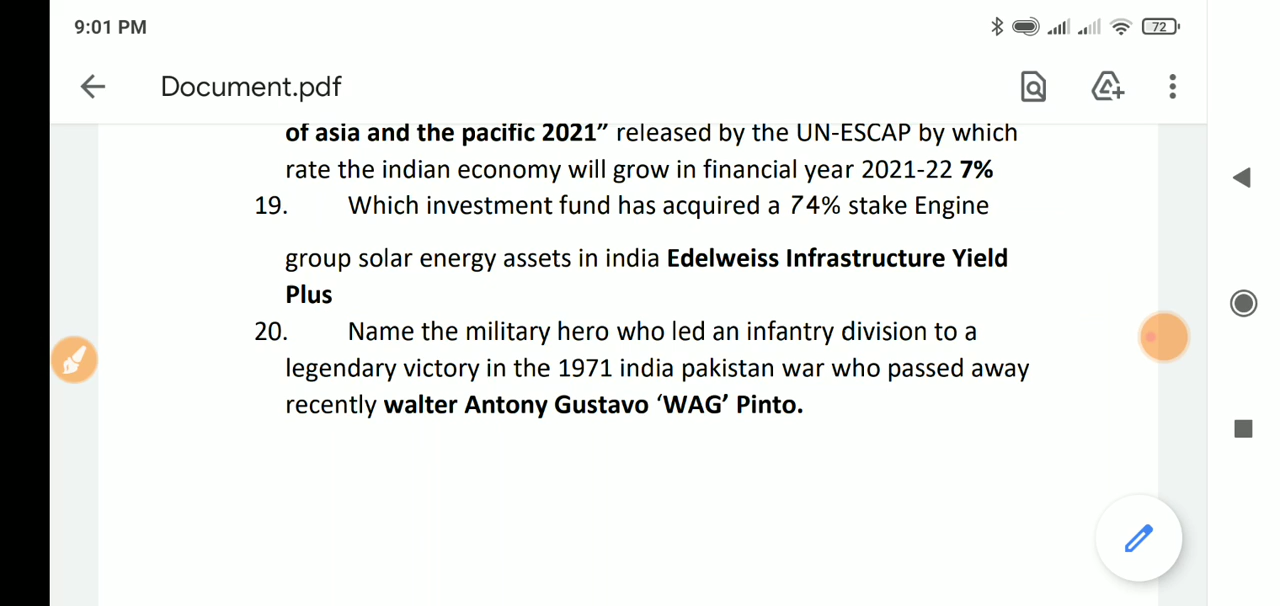 9:01 PM
72
Document.pdf
of asia and the pacific 2021” released by the UN-ESCAP by which
rate the indian economy will grow in financial year 2021-22 7%
19. Which investment fund has acquired a 74% stake Engine
group solar energy assets in india Edelweiss Infrastructure Yield
Plus
20. Name the military hero who led an infantry division to a
legendary victory in the 1971 india pakistan war who passed away
recently walter Antony Gustavo ‘WAG’ Pinto.